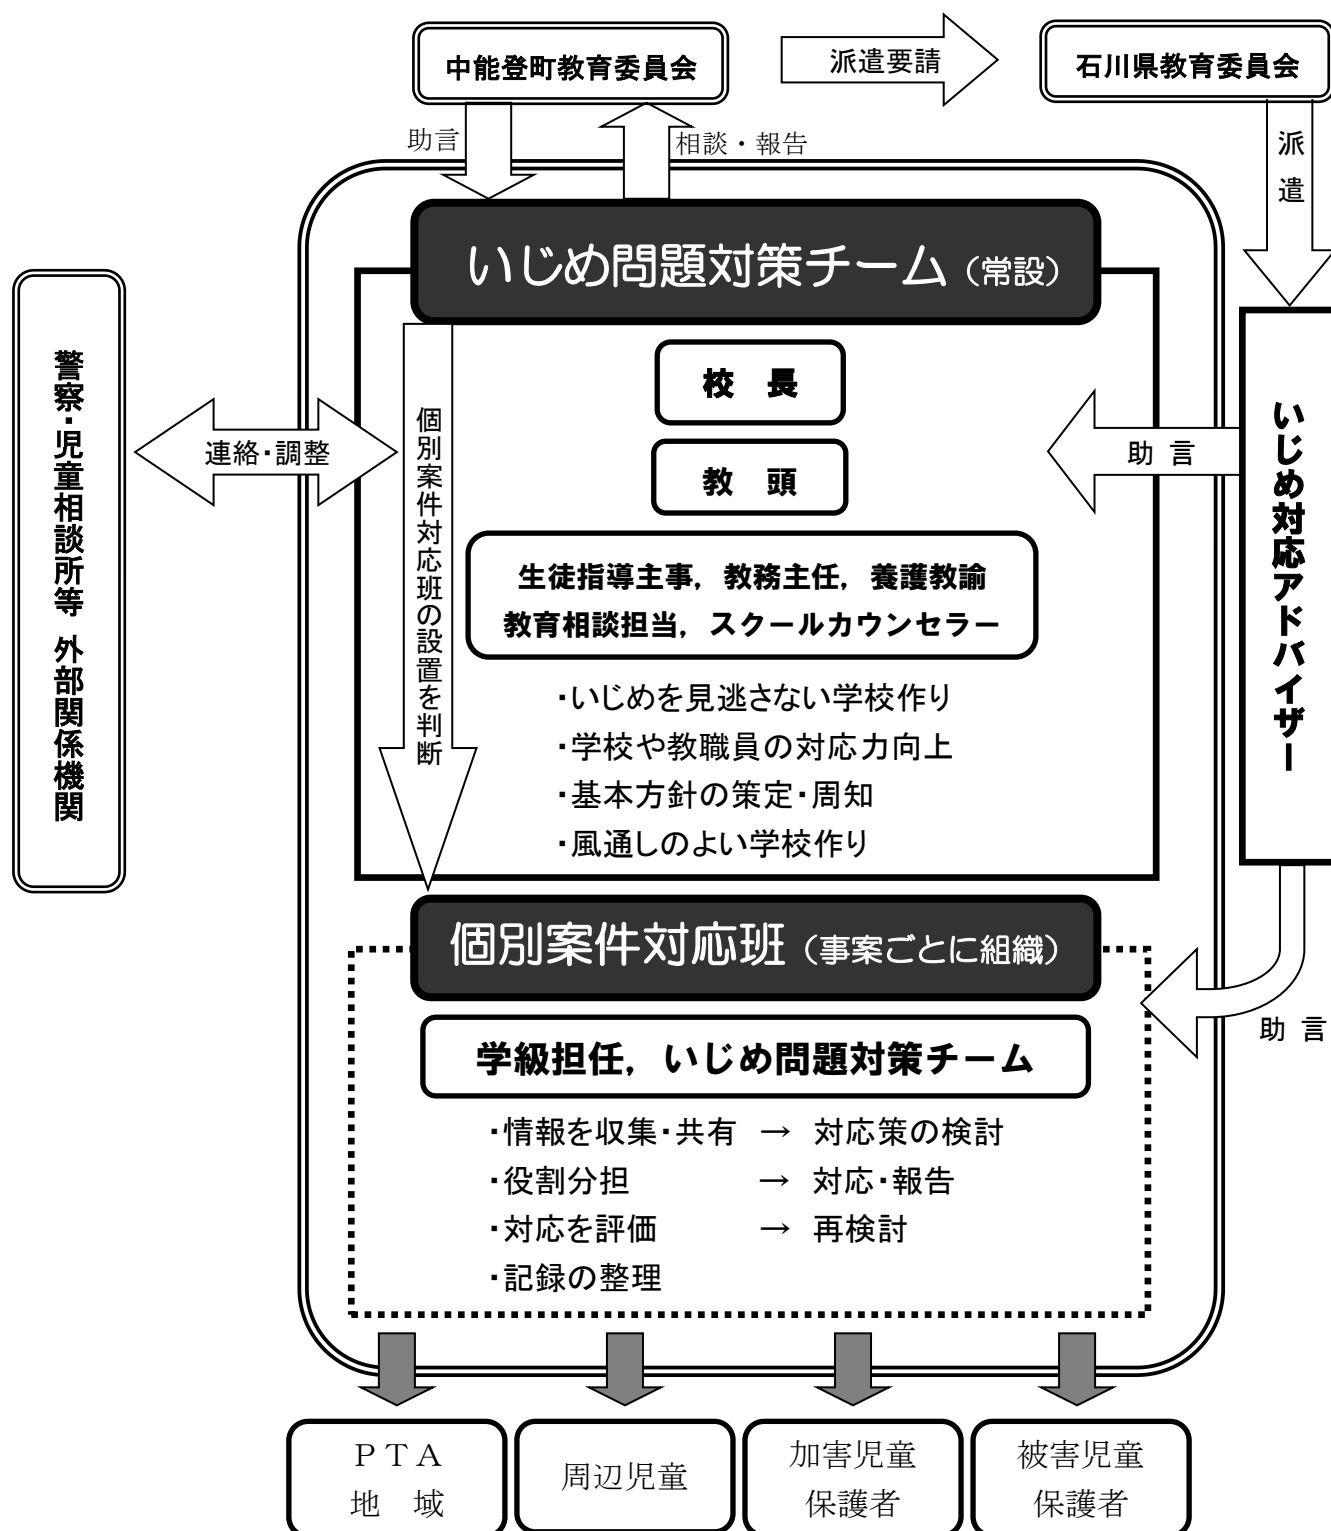 中能登町教育委員会
派遣要請
石川県教育委員会
助言
相談・報告
派遣
いじめ問題対策チーム（常設）
校　長
教　頭
生徒指導主事，教務主任，養護教諭
教育相談担当，スクールカウンセラー
・いじめを見逃さない学校作り
・学校や教職員の対応力向上
・基本方針の策定・周知
・風通しのよい学校作り
個別案件対応班の設置を判断
連絡・調整
警察・児童相談所等　外部関係機関
助 言
いじめ対応アドバイザー
個別案件対応班（事案ごとに組織）
学級担任，いじめ問題対策チーム
・情報を収集・共有　→　対応策の検討
・役割分担　→　対応・報告
・対応を評価　→　再検討
・記録の整理
助 言
ＰＴＡ
地　域
周辺児童
加害児童
保護者
被害児童
保護者